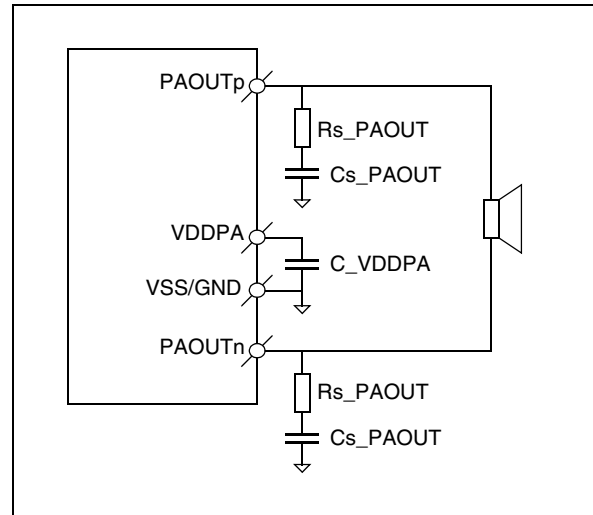 PAOUTp
Rs_PAOUT
Cs_PAOUT
VDDPA
C_VDDPA
VSS/GND
PAOUTn
Rs_PAOUT
Cs_PAOUT